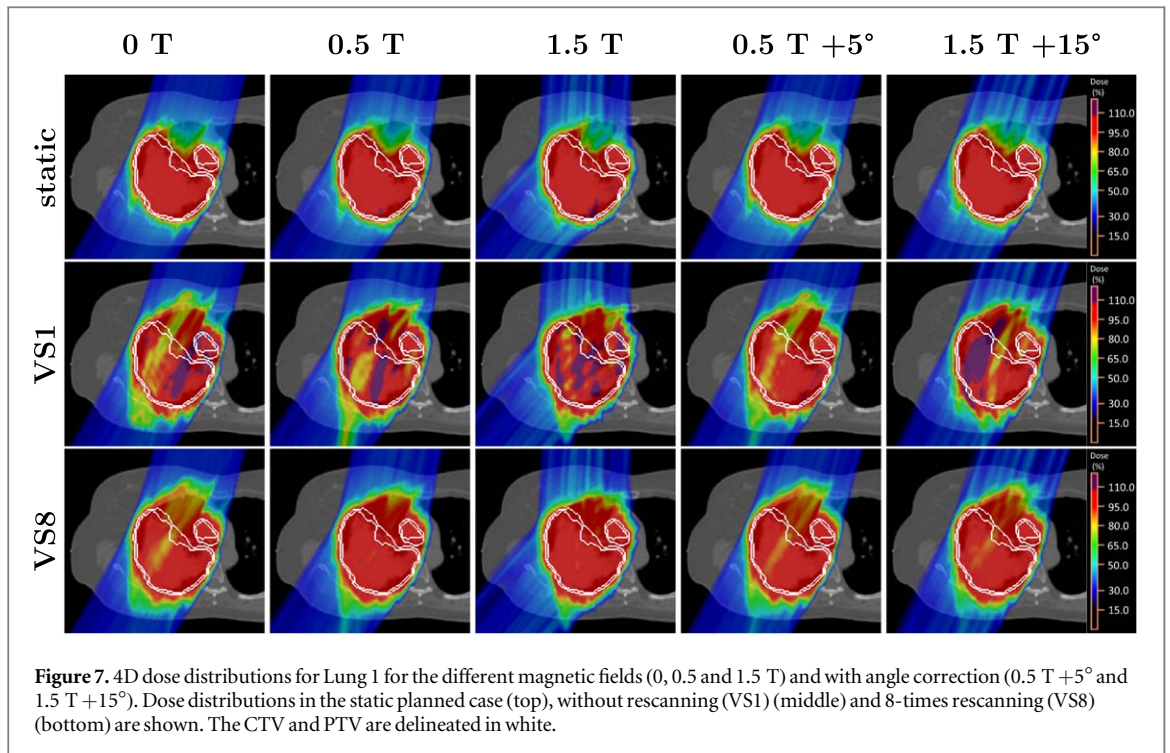 0 T 0.5 T 1.5 T 0.5 T +5° 1.5 T +15°
static
Dose
(%)
110.0
95.0
80.0
65.0
50.0
30.0
15.0
VS1
Dose
(%)
110.0
95.0
80.0
65.0
50.0
30.0
15.0
VS8
Dose
(%)
110.0
95.0
80.0
65.0
50.0
30.0
15.0
Figure 7. 4D dose distributions for Lung 1 for the different magnetic fields (0, 0.5 and 1.5 T) and with angle correction (0.5 T +5° and
1.5 T +15°). Dose distributions in the static planned case (top), without rescanning (VS1) (middle) and 8-times rescanning (VS8)
(bottom) are shown. The CTV and PTV are delineated in white.